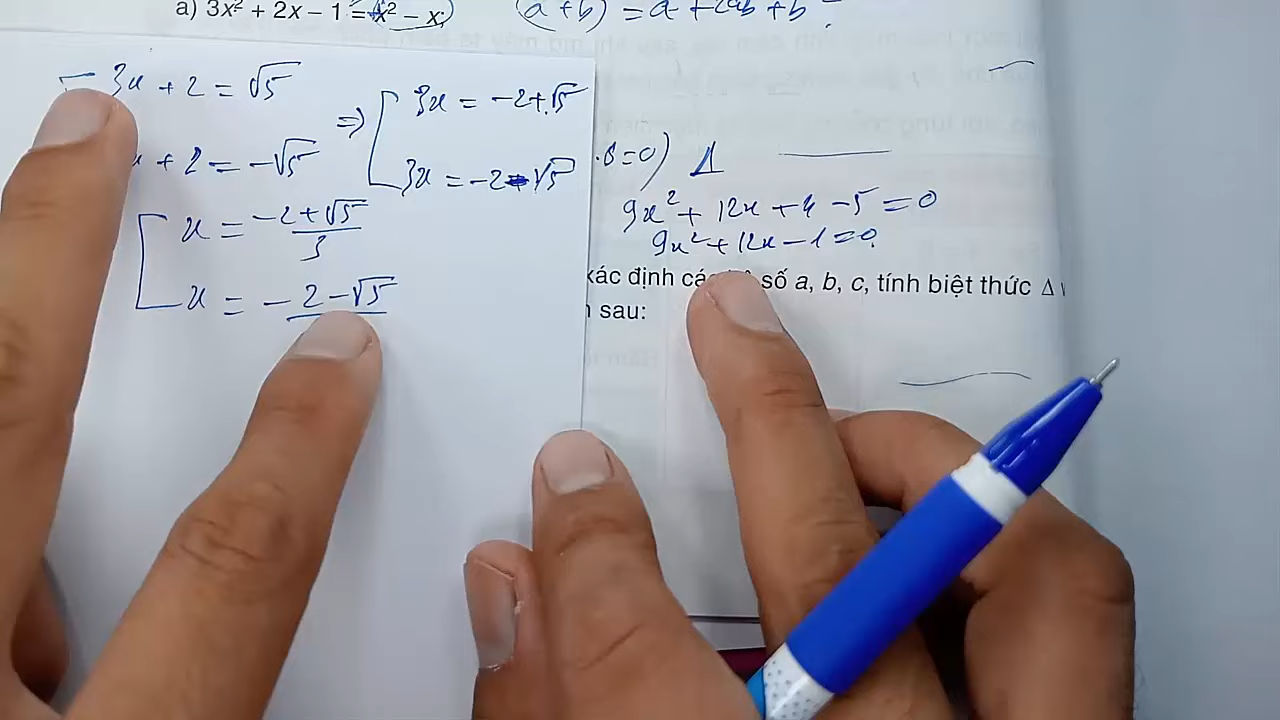 a) 3x² + 2x – 1 = x² – x;
(a+b) = a + 2ab + b
3x + 2 = √5
x + 2 = -√5
=> 3x = -2+√5
3x = -2 - √5
x = -2+√5/3
x = -2-√5
.6=0) Δ
9x² + 12x + 4 - 5 = 0
9x² + 12x - 1 = 0
xác định các số a, b, c, tính biệt thức Δ
sau: